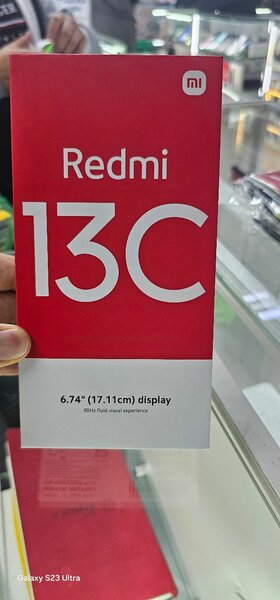 mi
Redmi
13C
6.74" (17.11cm) display
90Hz fluid visual experience
Galaxy S23 Ultra